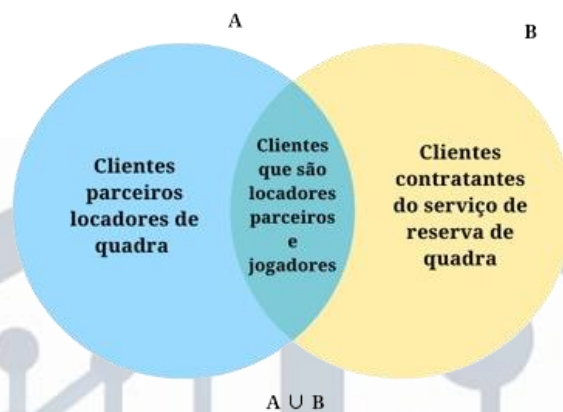 A
B
Clientes
parceiros
locadores de
quadra
Clientes
que são
locadores
parceiros
e
jogadores
Clientes
contratantes
do serviço de
reserva de
quadra
A ∪ B